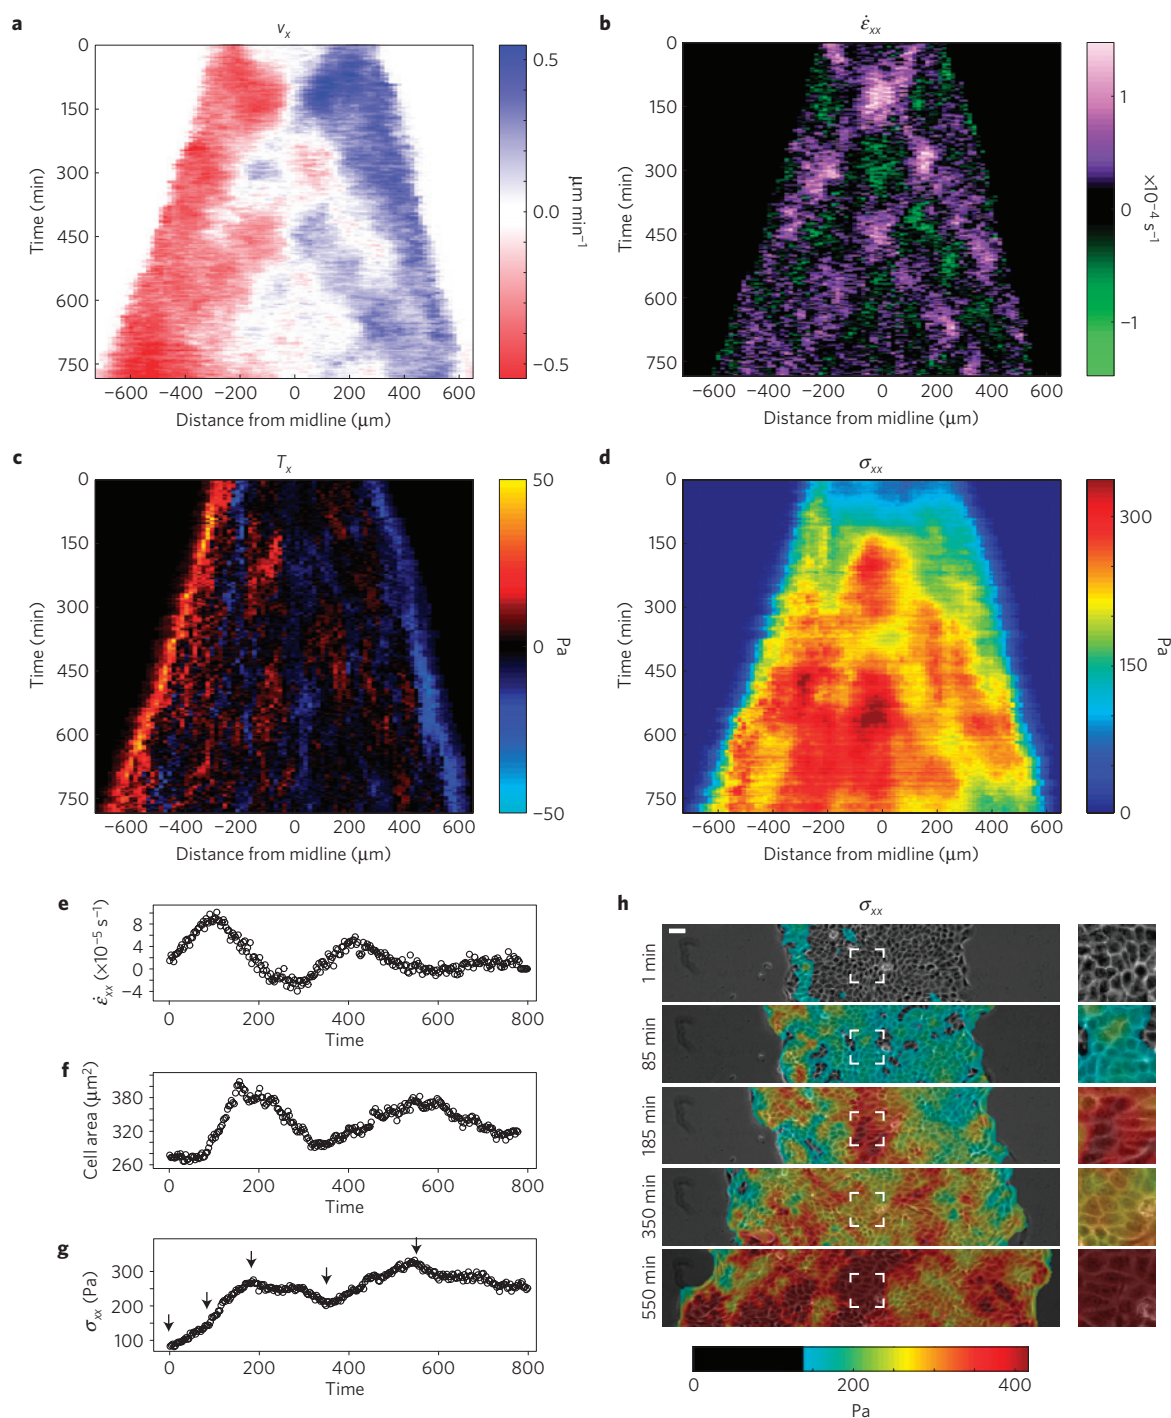 a
v_x
0
150
300
450
600
750
Time (min)
−600 −400 −200 0 200 400 600
Distance from midline (μm)
0.5
0.0
−0.5
μm min⁻¹
b
ε̇_xx
0
150
300
450
600
750
Time (min)
−600 −400 −200 0 200 400 600
Distance from midline (μm)
1
0
−1
×10⁻⁴ s⁻¹
c
T_x
0
150
300
450
600
750
Time (min)
−600 −400 −200 0 200 400 600
Distance from midline (μm)
50
0
−50
Pa
d
σ_xx
0
150
300
450
600
750
Time (min)
−600 −400 −200 0 200 400 600
Distance from midline (μm)
300
150
0
Pa
e
ε̇_xx (×10⁻⁵ s⁻¹)
8
4
0
−4
0 200 400 600 800
Time
f
Cell area (μm²)
380
320
260
0 200 400 600 800
Time
g
σ_xx (Pa)
300
200
100
0 200 400 600 800
Time
h
σ_xx
1 min
85 min
185 min
350 min
550 min
0 200 400
Pa